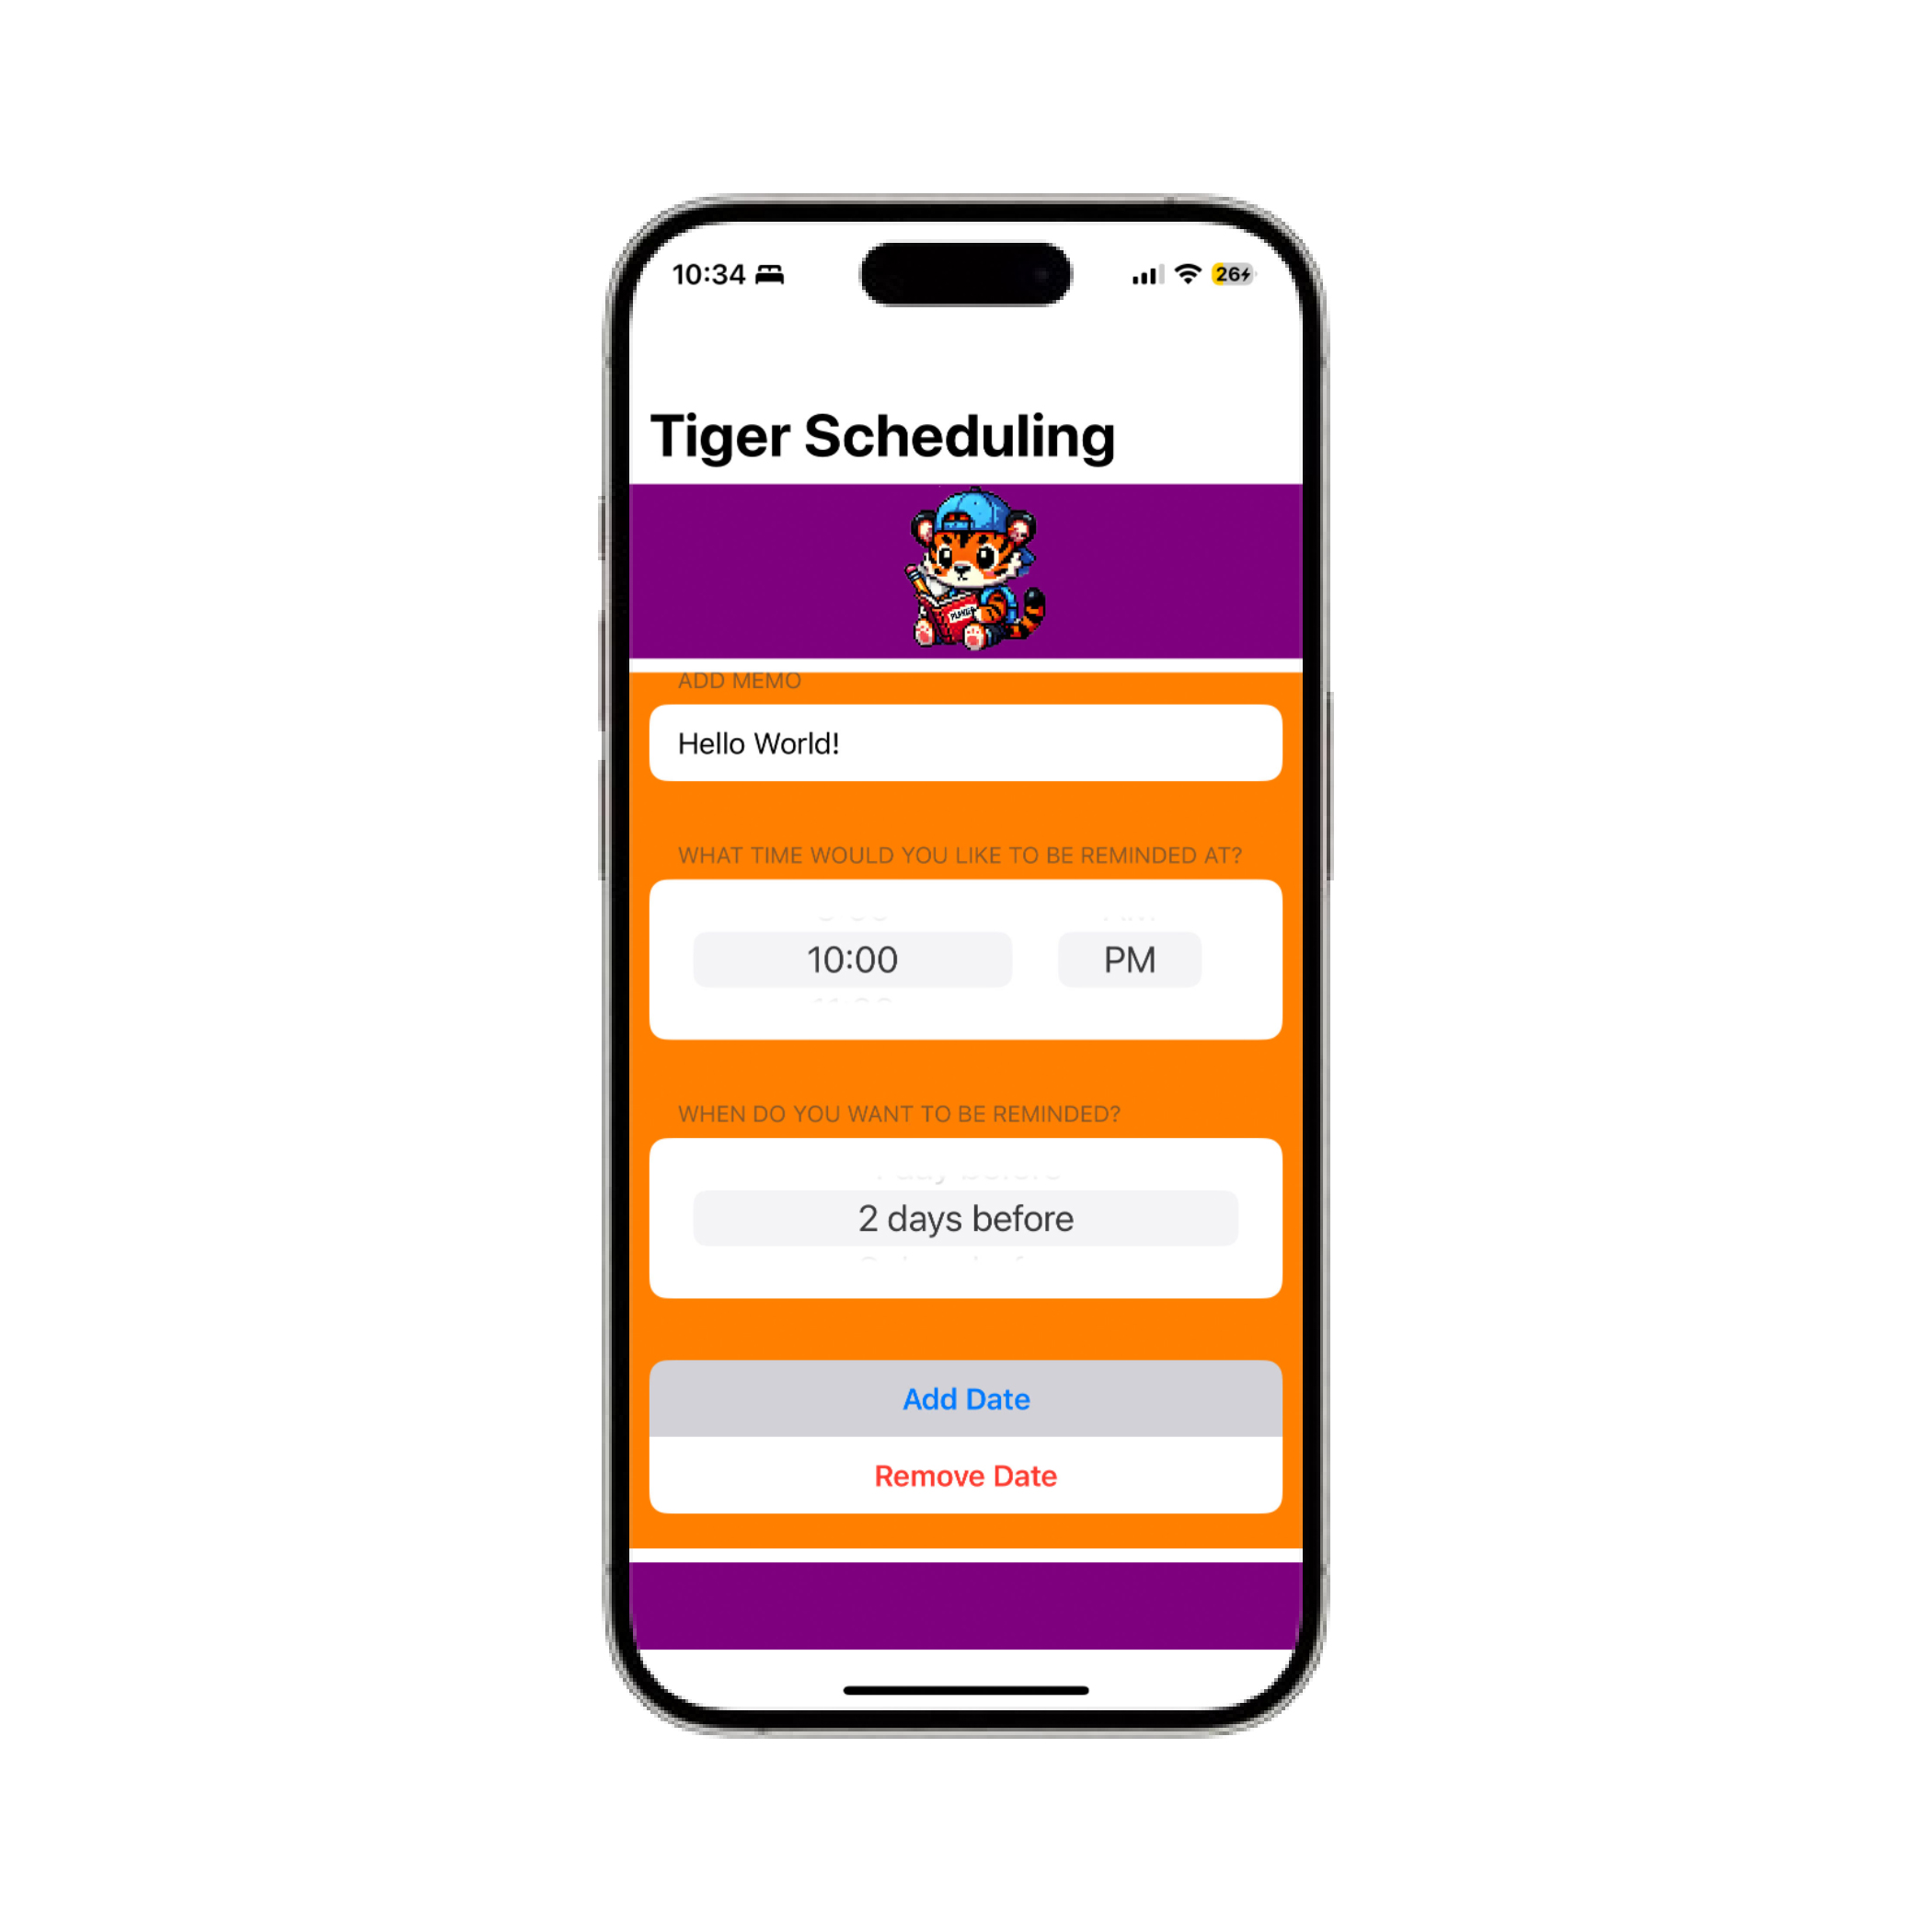 10:34
26
Tiger Scheduling
ADD MEMO
Hello World!
WHAT TIME WOULD YOU LIKE TO BE REMINDED AT?
10:00 PM
WHEN DO YOU WANT TO BE REMINDED?
2 days before
Add Date
Remove Date